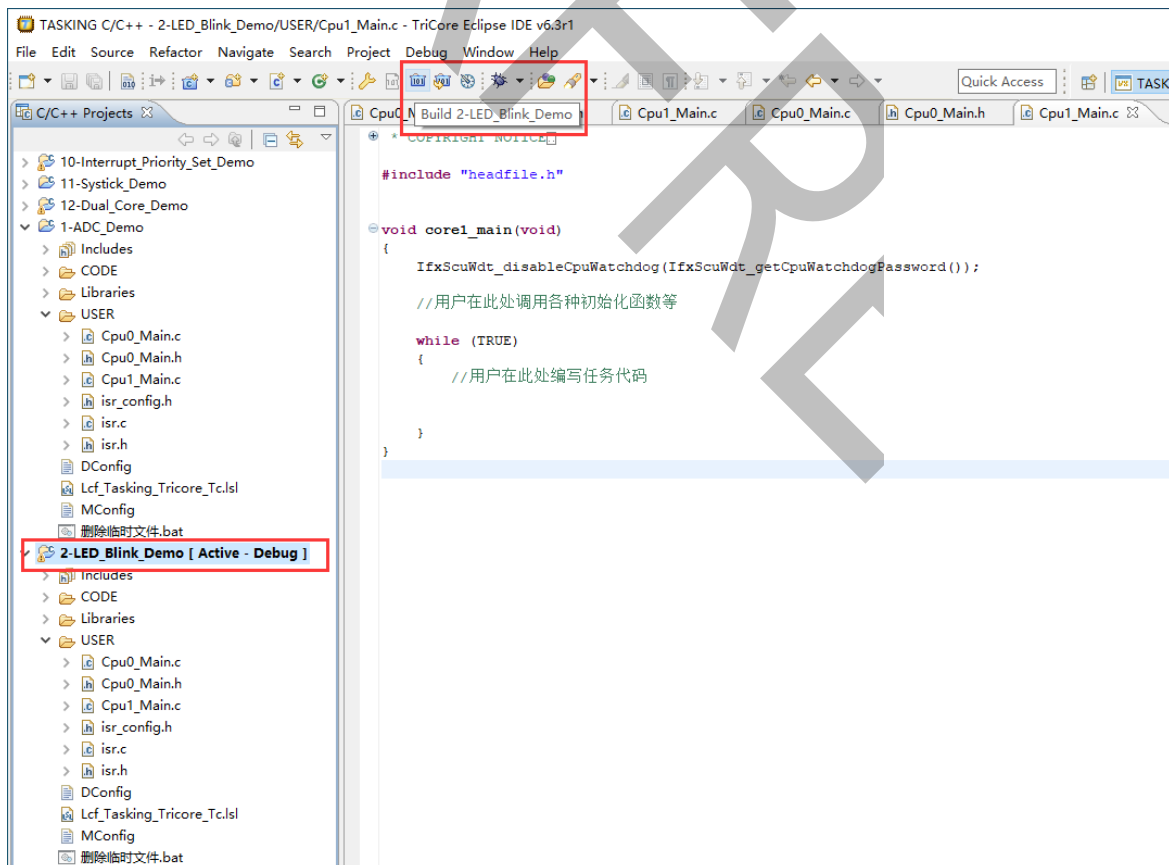 TASKING C/C++ - 2-LED_Blink_Demo/USER/Cpu1_Main.c - TriCore Eclipse IDE v6.3r1
File Edit Source Refactor Navigate Search Project Debug Window Help
Quick Access
TASK
C/C++ Projects
Build 2-LED_Blink_Demo
Cpu1_Main.c
Cpu0_Main.c
Cpu0_Main.h
Cpu1_Main.c
10-Interrupt_Priority_Set_Demo
11-Systick_Demo
12-Dual_Core_Demo
1-ADC_Demo
Includes
CODE
Libraries
USER
Cpu0_Main.c
Cpu0_Main.h
Cpu1_Main.c
isr_config.h
isr.c
isr.h
DConfig
Lcf_Tasking_Tricore_Tc.lsl
MConfig
删除临时文件.bat
2-LED_Blink_Demo [ Active - Debug ]
Includes
CODE
Libraries
USER
Cpu0_Main.c
Cpu0_Main.h
Cpu1_Main.c
isr_config.h
isr.c
isr.h
DConfig
Lcf_Tasking_Tricore_Tc.lsl
MConfig
删除临时文件.bat
* COPYRIGHT NOTICE
#include "headfile.h"
void core1_main(void)
{
IfxScuWdt_disableCpuWatchdog(IfxScuWdt_getCpuWatchdogPassword());
//用户在此处调用各种初始化函数等
while (TRUE)
{
//用户在此处编写任务代码
}
}